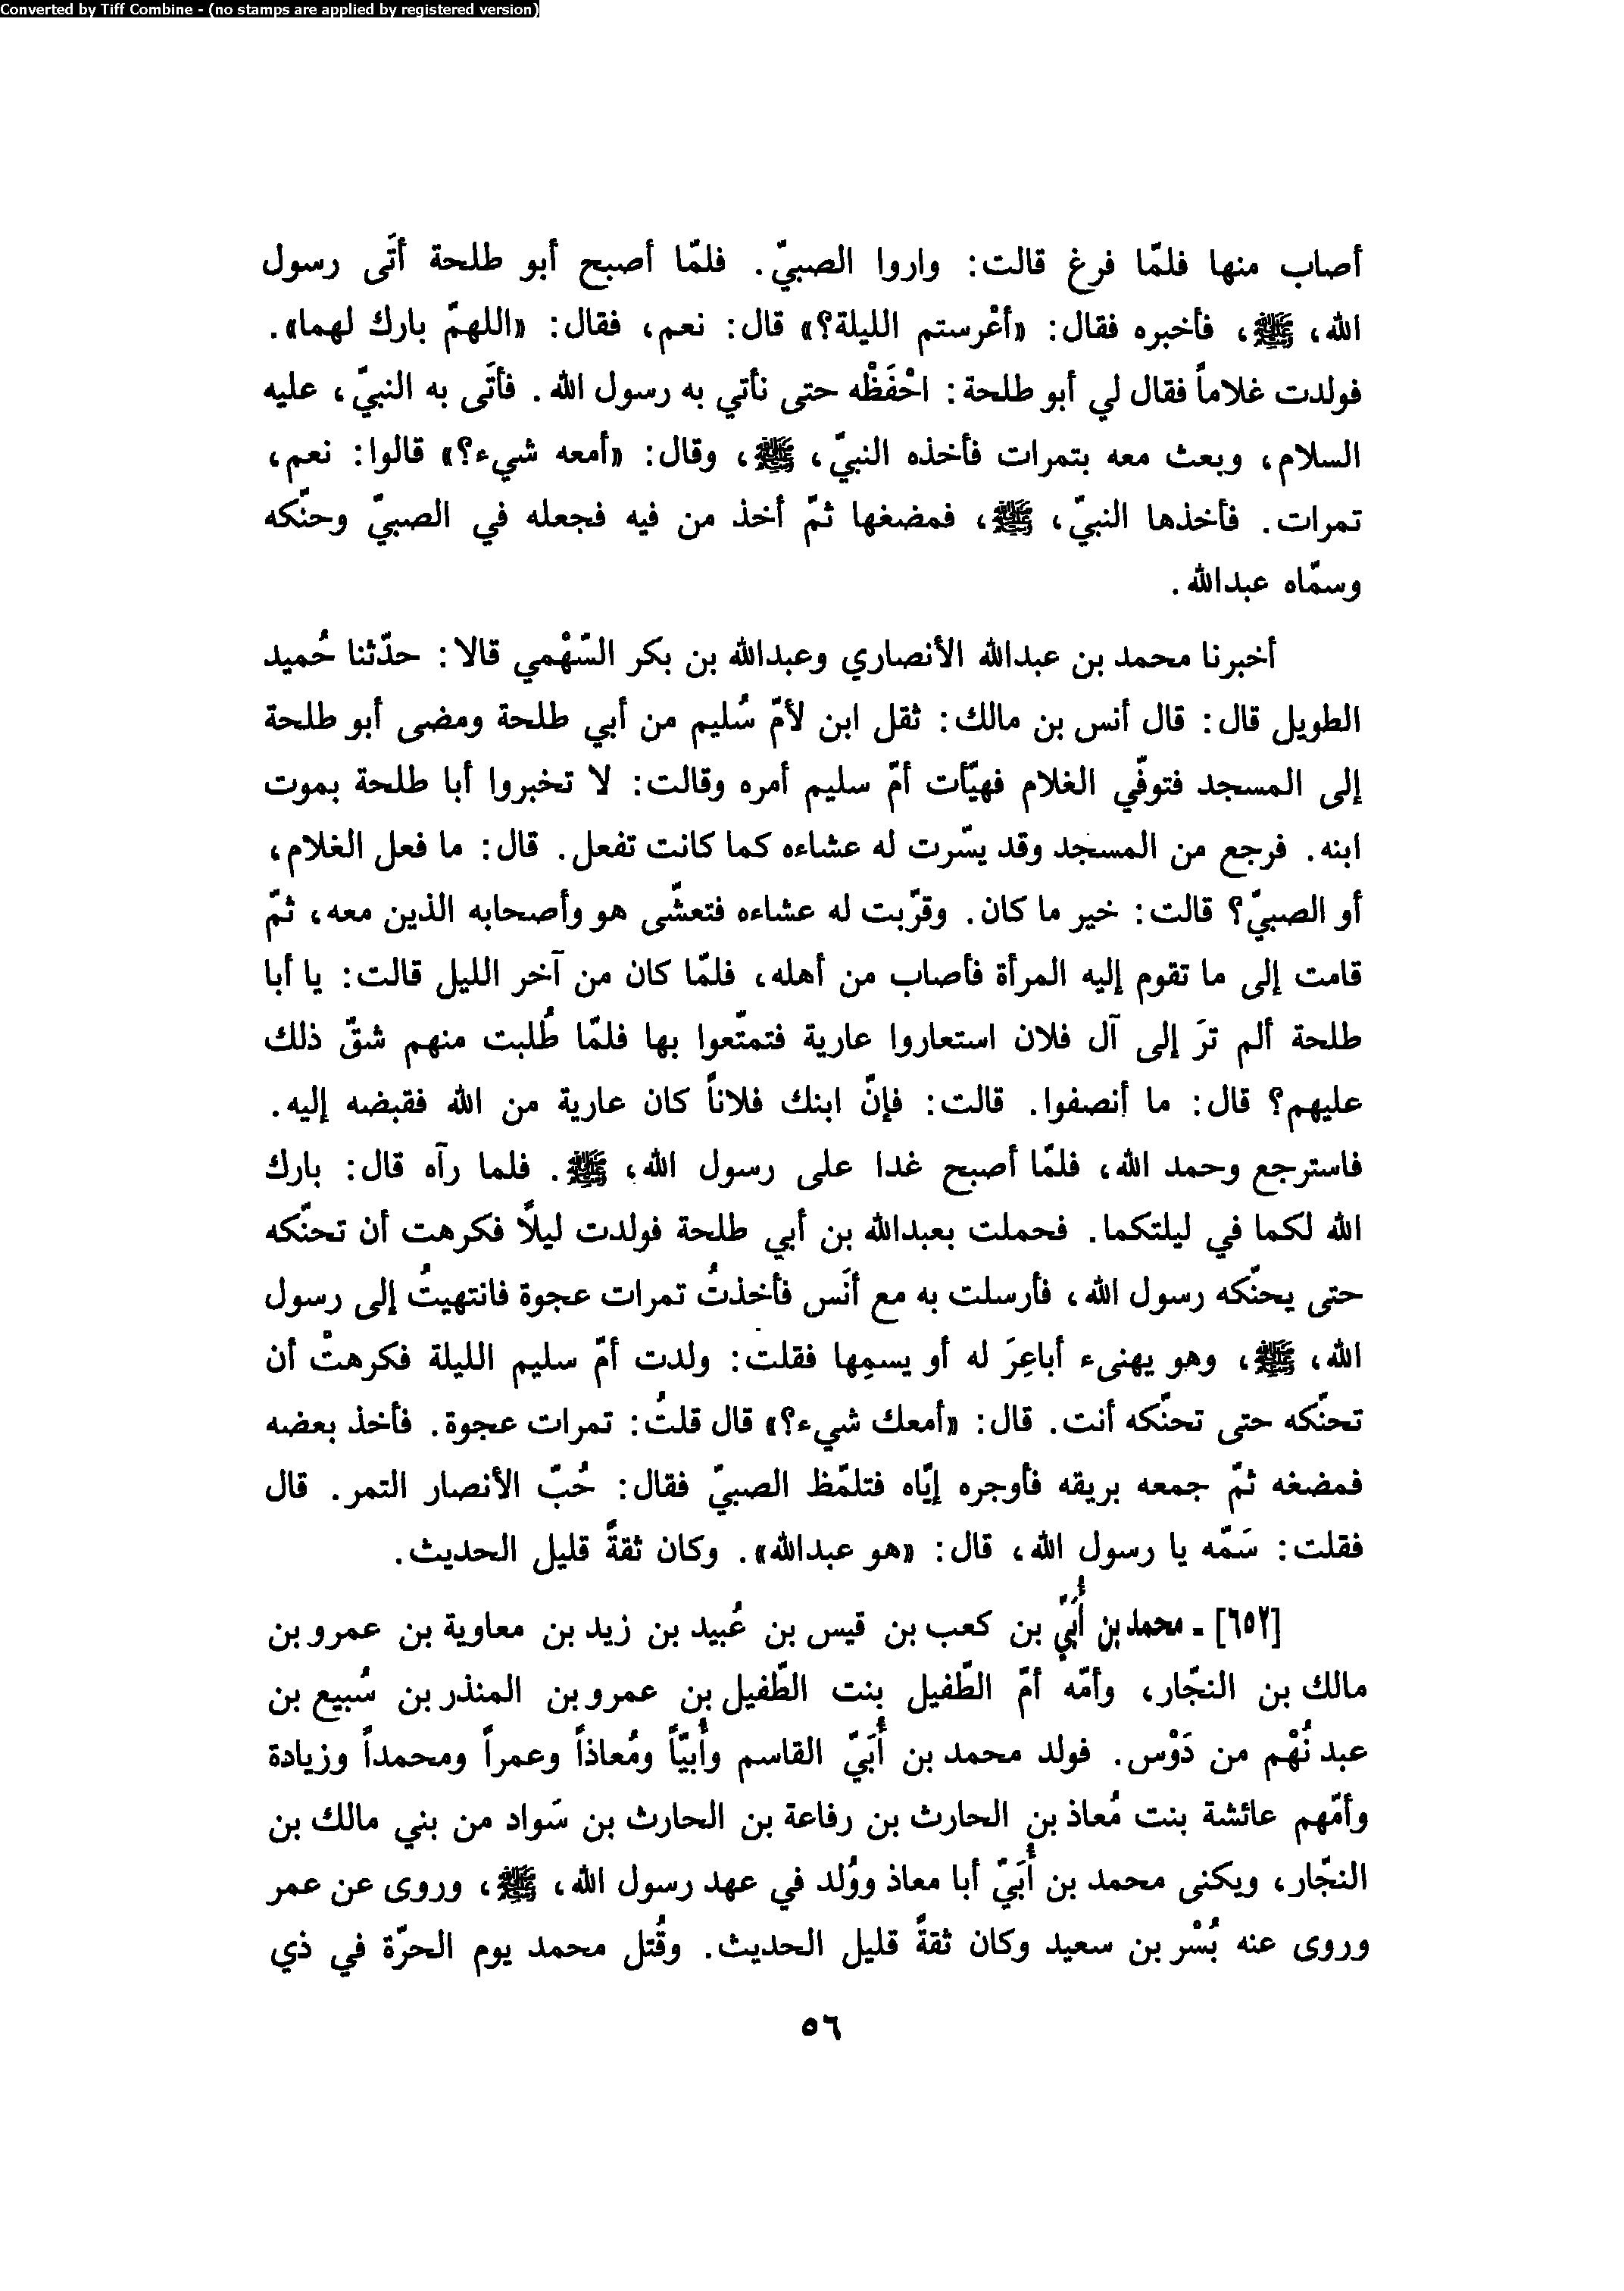 Converted by Tiff Combine - (no stamps are applied by registered version)
أصاب منها فلمّا فرغ قالت: واروا الصبيّ. فلمّا أصبح أبو طلحة أتَى رسول
الله، ﷺ، فأخبره فقال: «أعْرستم الليلة؟» قال: نعم، فقال: «اللهمّ بارك لهما».
فولدت غلاماً فقال لي أبو طلحة: احْفَظْه حتى نأتي به رسول الله. فأتَى به النبيّ، عليه
السلام، وبعث معه بتمرات فأخذه النبيّ، ﷺ، وقال: «أمعه شيء؟» قالوا: نعم،
تمرات. فأخذها النبيّ، ﷺ، فمضغها ثمّ أخذ من فيه فجعله في الصبيّ وحنّكه
وسمّاه عبدالله.
أخبرنا محمد بن عبدالله الأنصاري وعبدالله بن بكر السّهْمي قالا: حدّثنا حُميد
الطويل قال: قال أنس بن مالك: ثقل ابن لأمّ سُليم من أبي طلحة ومضى أبو طلحة
إلى المسجد فتوفّي الغلام فهيّأت أمّ سليم أمره وقالت: لا تخبروا أبا طلحة بموت
ابنه. فرجع من المسجد وقد يسّرت له عشاءه كما كانت تفعل. قال: ما فعل الغلام،
أو الصبيّ؟ قالت: خير ما كان. وقرّبت له عشاءه فتعشّى هو وأصحابه الذين معه، ثمّ
قامت إلى ما تقوم إليه المرأة فأصاب من أهله، فلمّا كان من آخر الليل قالت: يا أبا
طلحة ألم ترَ إلى آل فلان استعاروا عارية فتمتّعوا بها فلمّا طُلبت منهم شقّ ذلك
عليهم؟ قال: ما أنصفوا. قالت: فإنّ ابنك فلاناً كان عارية من الله فقبضه إليه.
فاسترجع وحمد الله، فلمّا أصبح غدا على رسول الله، ﷺ. فلما رآه قال: بارك
الله لكما في ليلتكما. فحملت بعبدالله بن أبي طلحة فولدت ليلًا فكرهت أن تحنّكه
حتى يحنّكه رسول الله، فأرسلت به مع أنَس فأخذتُ تمرات عجوة فانتهيتُ إلى رسول
الله، ﷺ، وهو يهنىء أباعِرَ له أو يسمِها فقلت: ولدت أمّ سليم الليلة فكرهتْ أن
تحنّكه حتى تحنّكه أنت. قال: «أمعك شيء؟» قال قلتُ: تمرات عجوة. فأخذ بعضه
فمضغه ثمّ جمعه بريقه فأوجره إيّاه فتلمّظ الصبيّ فقال: حُبّ الأنصار التمر. قال
فقلت: سَمّه يا رسول الله، قال: «هو عبدالله». وكان ثقةً قليل الحديث.
[٦٥٢] ـ محمد بن أُبَيّ بن كعب بن قيس بن عُبيد بن زيد بن معاوية بن عمرو بن
مالك بن النجّار، وأمّه أمّ الطّفيل بنت الطّفيل بن عمرو بن المنذر بن سُبيع بن
عبد نُهْم من دَوْس. فولد محمد بن أُبَيّ القاسم وأُبيّاً ومُعاذاً وعمراً ومحمداً وزيادة
وأمّهم عائشة بنت مُعاذ بن الحارث بن رفاعة بن الحارث بن سَواد من بني مالك بن
النجّار، ويكنى محمد بن أُبَيّ أبا معاذ ووُلد في عهد رسول الله، ﷺ، وروى عن عمر
وروى عنه بُسْر بن سعيد وكان ثقةً قليل الحديث. وقُتل محمد يوم الحرّة في ذي
٥٦